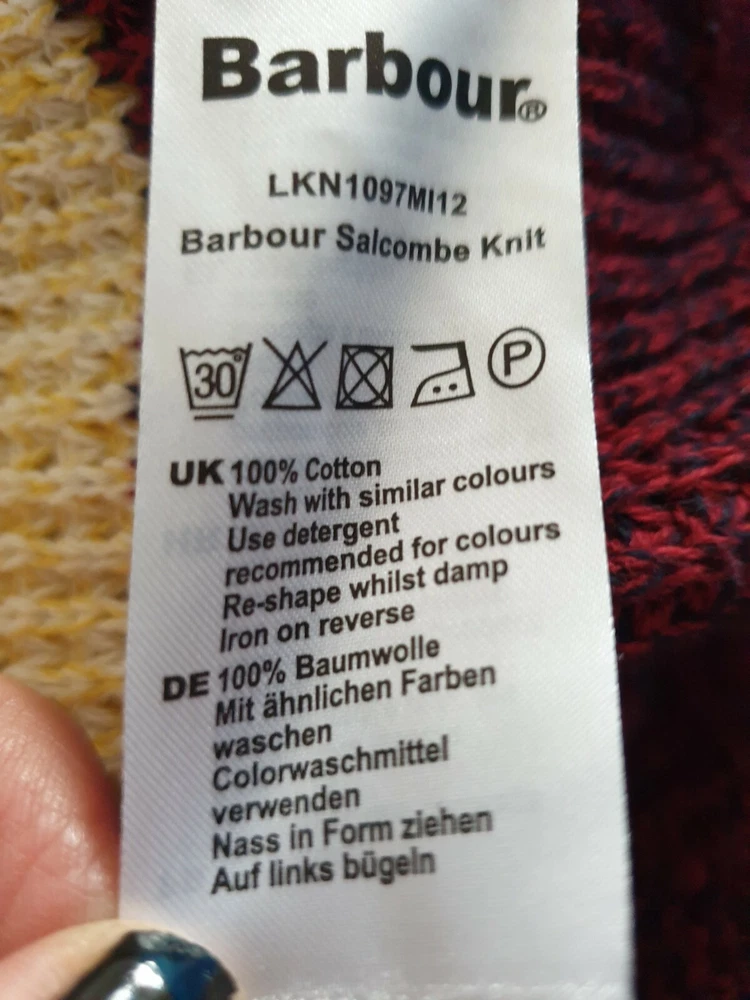 Barbour®
LKN1097MI12
Barbour Salcombe Knit
30° P
UK 100% Cotton
Wash with similar colours
Use detergent
recommended for colours
Re-shape whilst damp
Iron on reverse
DE 100% Baumwolle
Mit ähnlichen Farben
waschen
Colorwaschmittel
verwenden
Nass in Form ziehen
Auf links bügeln